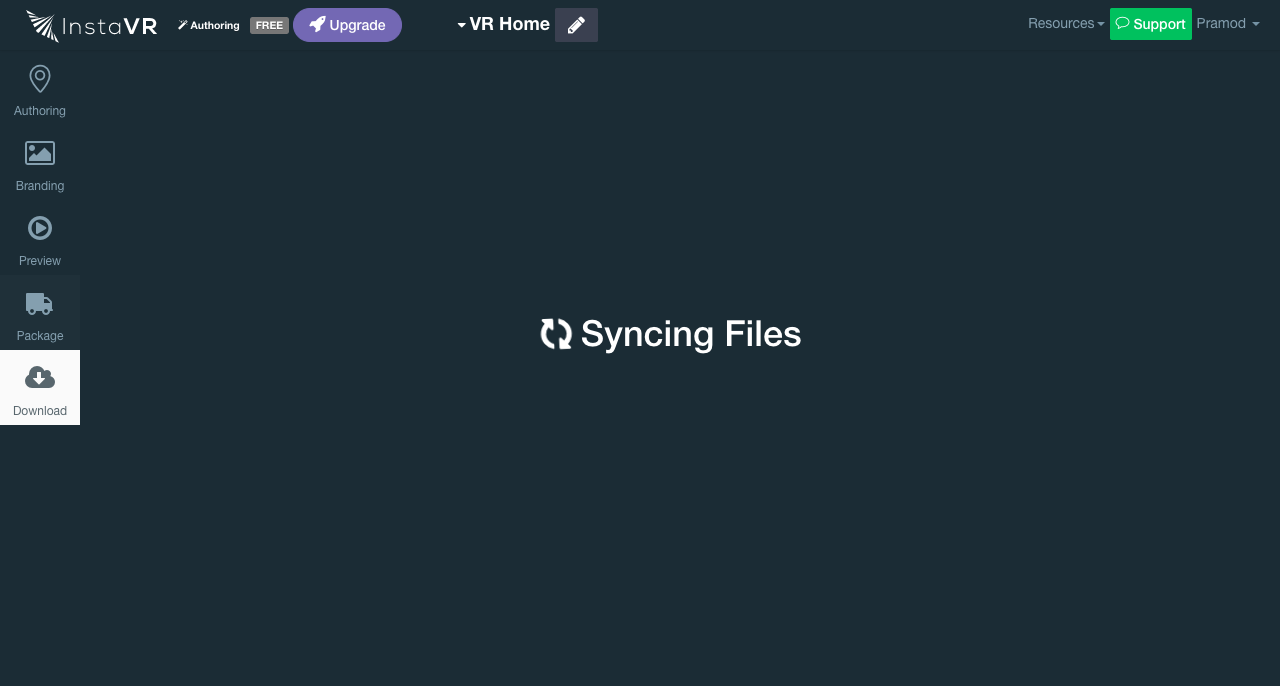 InstaVR Authoring FREE Upgrade VR Home Resources Support Pramod
Authoring
Branding
Preview
Package
Download
Syncing Files